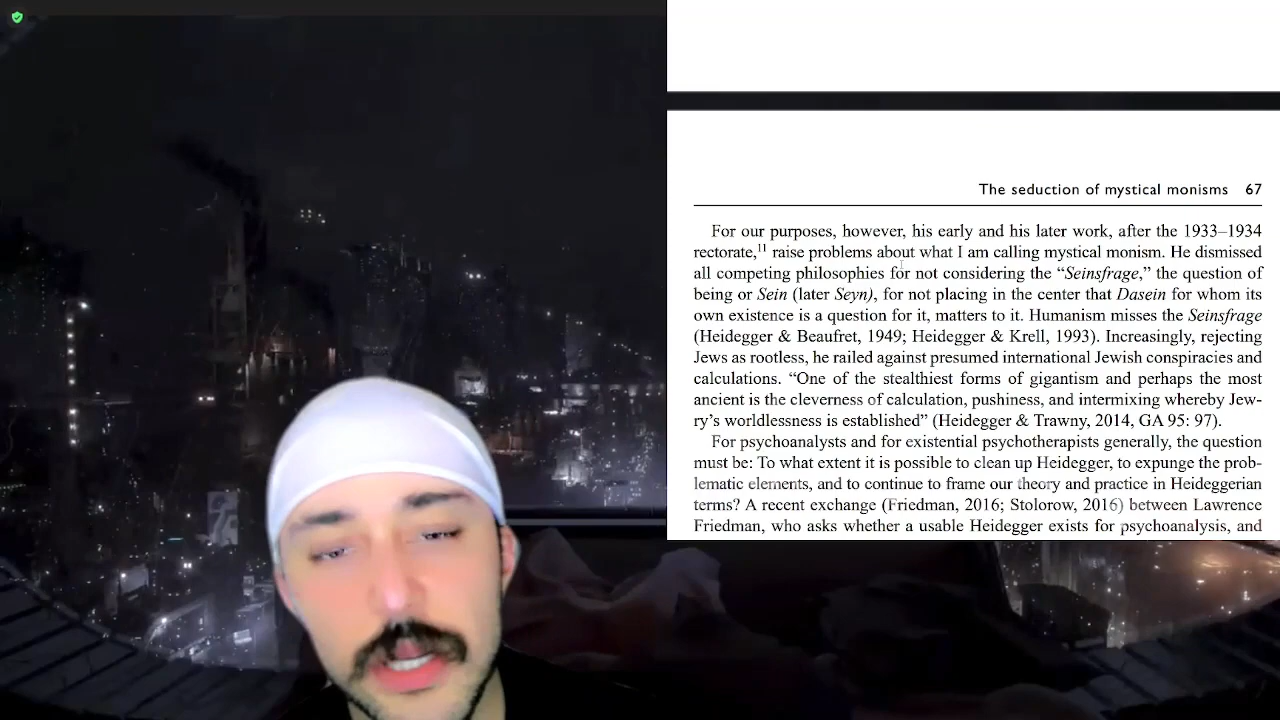 The seduction of mystical monisms 67
For our purposes, however, his early and his later work, after the 1933–1934
rectorate,11 raise problems about what I am calling mystical monism. He dismissed
all competing philosophies for not considering the “Seinsfrage,” the question of
being or Sein (later Seyn), for not placing in the center that Dasein for whom its
own existence is a question for it, matters to it. Humanism misses the Seinsfrage
(Heidegger & Beaufret, 1949; Heidegger & Krell, 1993). Increasingly, rejecting
Jews as rootless, he railed against presumed international Jewish conspiracies and
calculations. “One of the stealthiest forms of gigantism and perhaps the most
ancient is the cleverness of calculation, pushiness, and intermixing whereby Jew-
ry’s worldlessness is established” (Heidegger & Trawny, 2014, GA 95: 97).
For psychoanalysts and for existential psychotherapists generally, the question
must be: To what extent it is possible to clean up Heidegger, to expunge the prob-
lematic elements, and to continue to frame our theory and practice in Heideggerian
terms? A recent exchange (Friedman, 2016; Stolorow, 2016) between Lawrence
Friedman, who asks whether a usable Heidegger exists for psychoanalysis, and